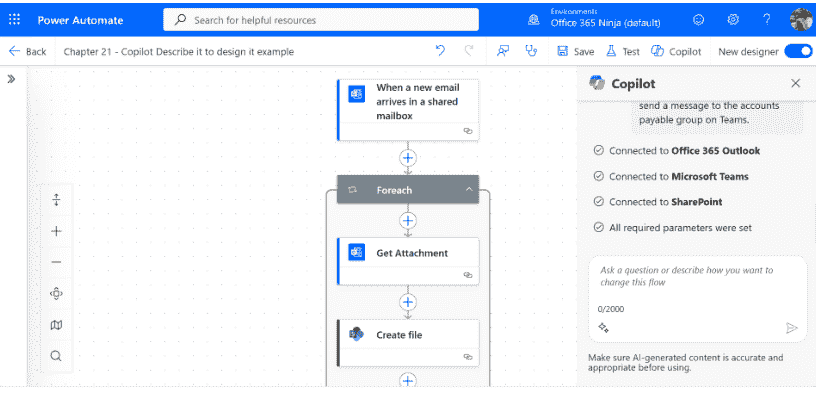 Power Automate
Search for helpful resources
Environments
Office 365 Ninja (default)
?
Back
Chapter 21 - Copilot Describe it to design it example
Save
Test
Copilot
New designer
When a new email
arrives in a shared
mailbox
Foreach
Get Attachment
Create file
Copilot
send a message to the accounts
payable group on Teams.
Connected to Office 365 Outlook
Connected to Microsoft Teams
Connected to SharePoint
All required parameters were set
Ask a question or describe how you want to
change this flow
0/2000
Make sure AI-generated content is accurate and
appropriate before using.